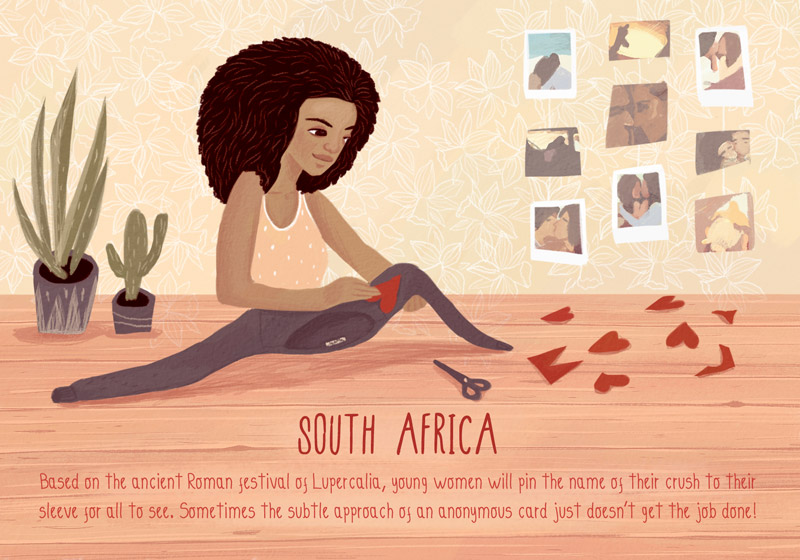 SOUTH AFRICA
Based on the ancient Roman festival of Lupercalia, young women will pin the name of their crush to their
sleeve for all to see. Sometimes the subtle approach of an anonymous card just doesn't get the job done!